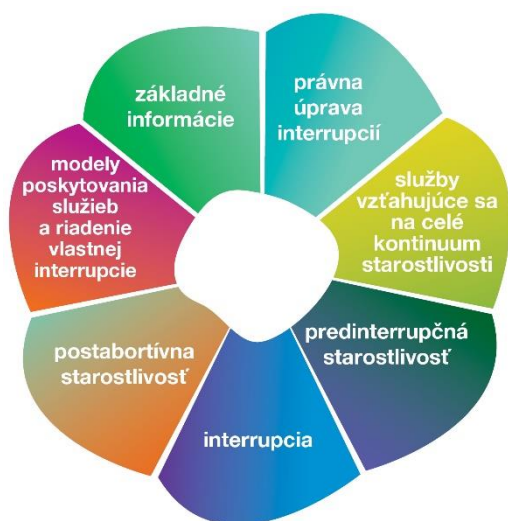 základné
informácie
právna
úprava
interrupcií
služby
vzťahujúce sa
na celé
kontinuum
starostlivosti
predinterrupčná
starostlivosť
interrupcia
postabortívna
starostlivosť
modely
poskytovania
služieb
a riadenie
vlastnej
interrupcie